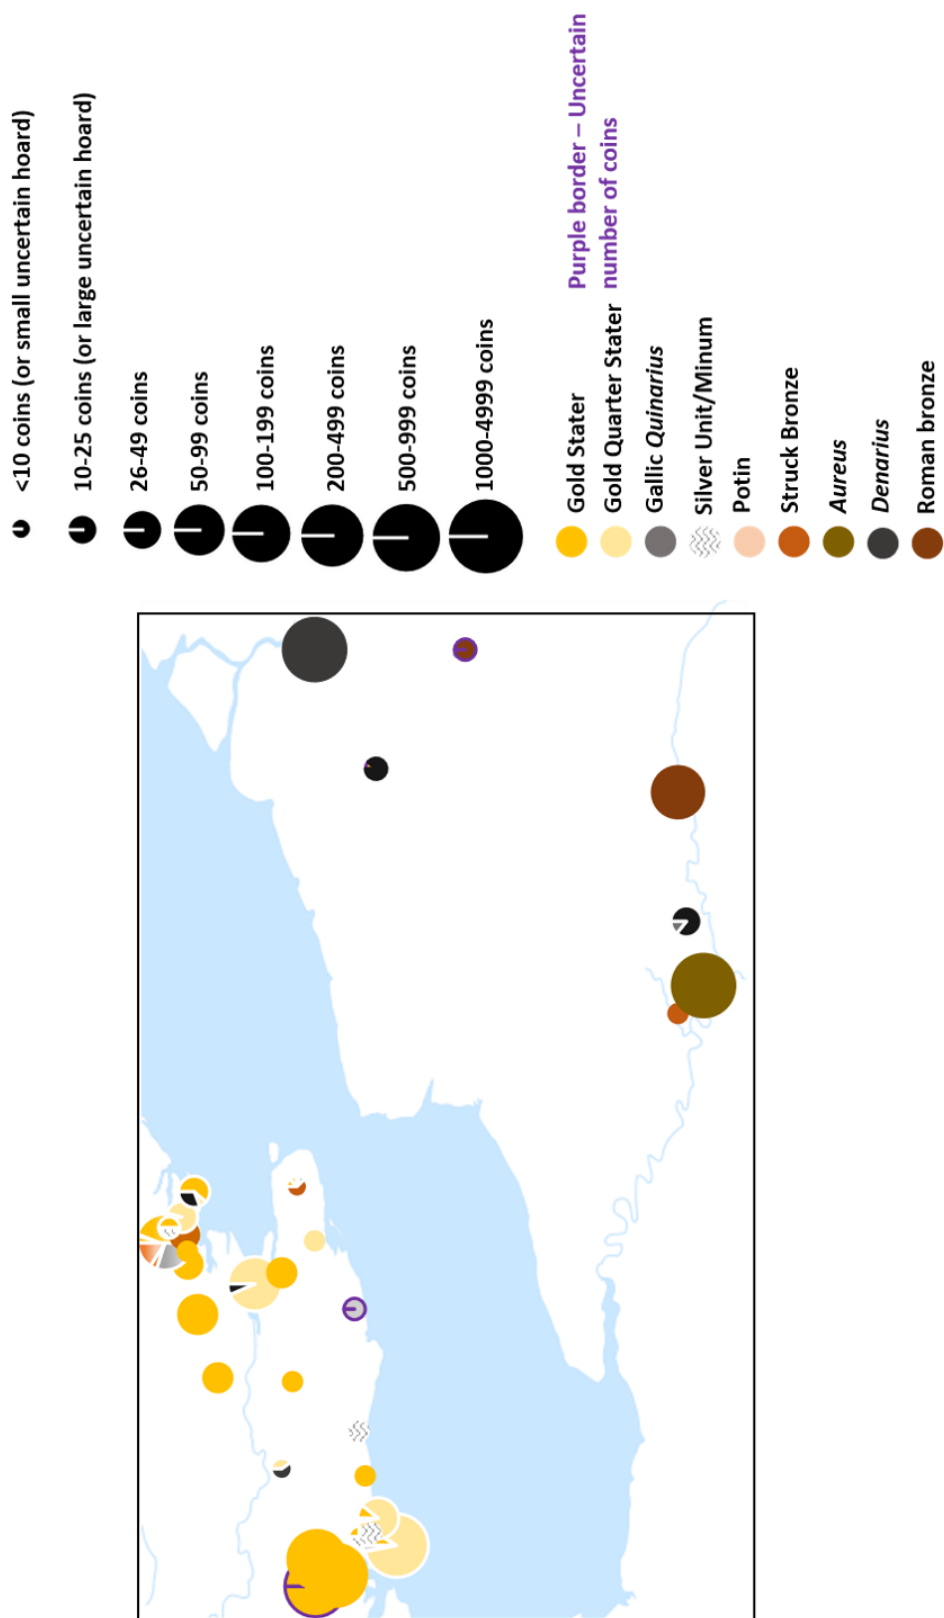 <10 coins (or small uncertain hoard)
10-25 coins (or large uncertain hoard)
26-49 coins
50-99 coins
100-199 coins
200-499 coins
500-999 coins
1000-4999 coins
Purple border – Uncertain
number of coins
Gold Stater
Gold Quarter Stater
Gallic Quinarius
Silver Unit/Minum
Potin
Struck Bronze
Aureus
Denarius
Roman bronze